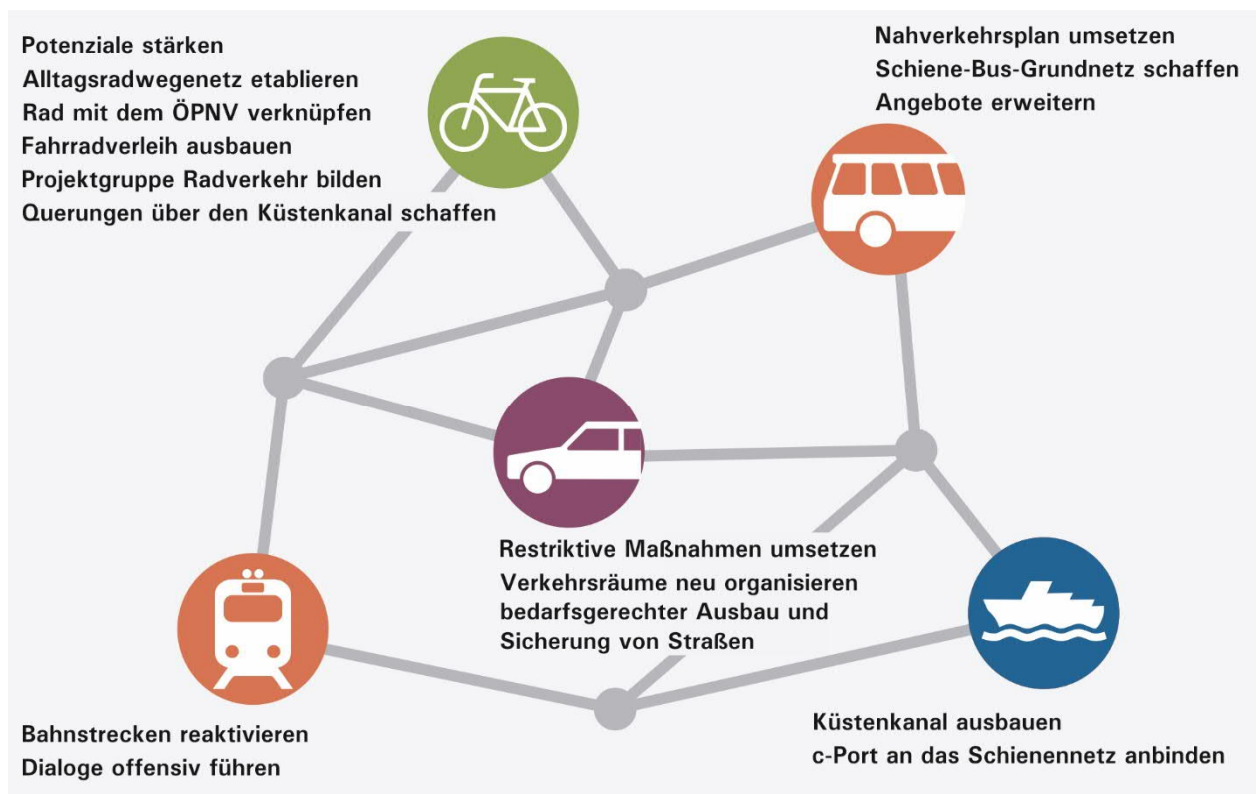 Potenziale stärken
Alltagsradwegenetz etablieren
Rad mit dem ÖPNV verknüpfen
Fahrradverleih ausbauen
Projektgruppe Radverkehr bilden
Querungen über den Küstenkanal schaffen
Nahverkehrsplan umsetzen
Schiene-Bus-Grundnetz schaffen
Angebote erweitern
Restriktive Maßnahmen umsetzen
Verkehrsräume neu organisieren
bedarfsgerechter Ausbau und
Sicherung von Straßen
Bahnstrecken reaktivieren
Dialoge offensiv führen
Küstenkanal ausbauen
c-Port an das Schienennetz anbinden